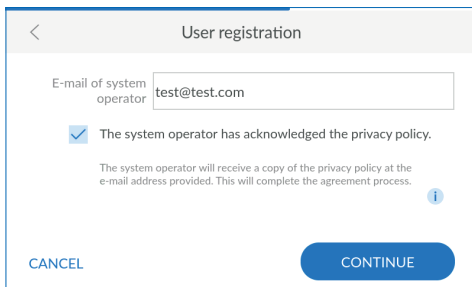 User registration
E-mail of system
operator
test@test.com
The system operator has acknowledged the privacy policy.
The system operator will receive a copy of the privacy policy at the
e-mail address provided. This will complete the agreement process.
i
CANCEL
CONTINUE